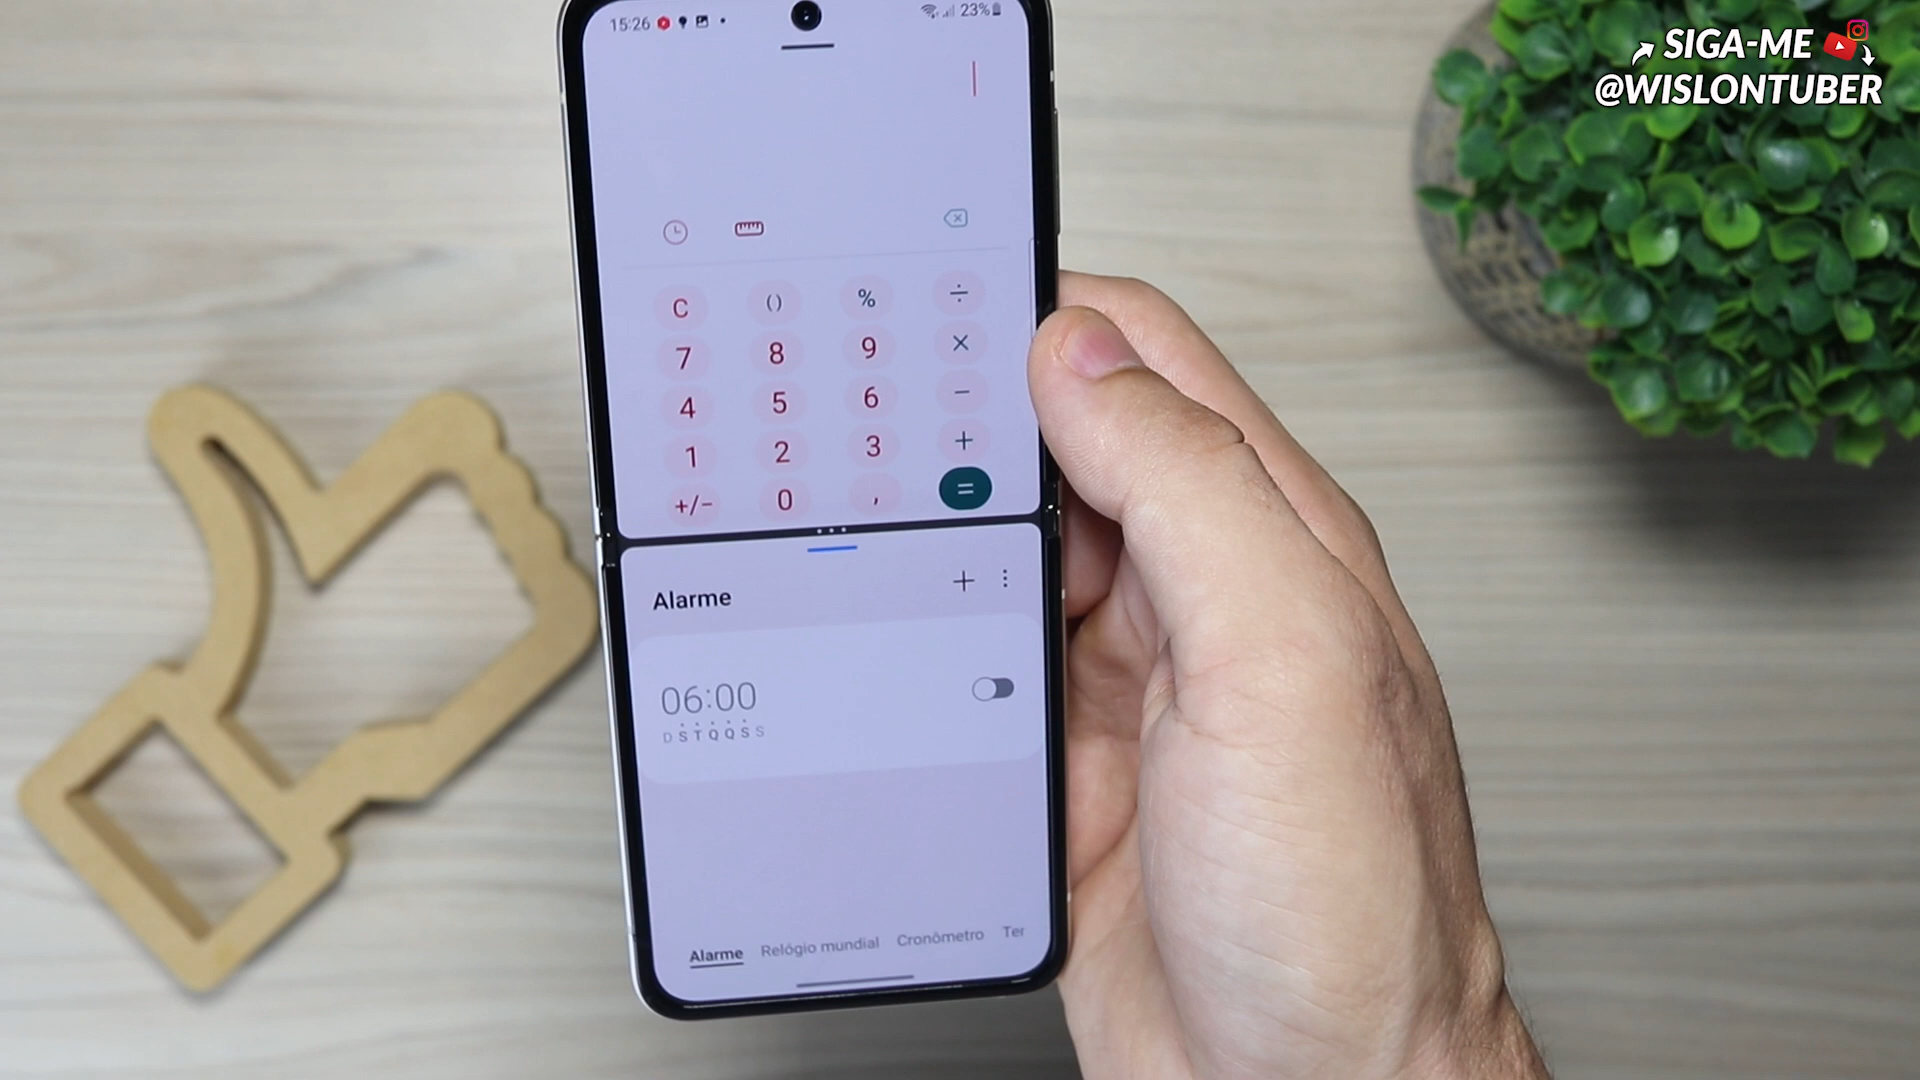 15:26
23%
SIGA-ME
@WISLONTUBER
C () % ÷
7 8 9 ×
4 5 6 −
1 2 3 +
+/− 0 , =
Alarme
06:00
D S T Q Q S S
Alarme Relógio mundial Cronômetro Ter